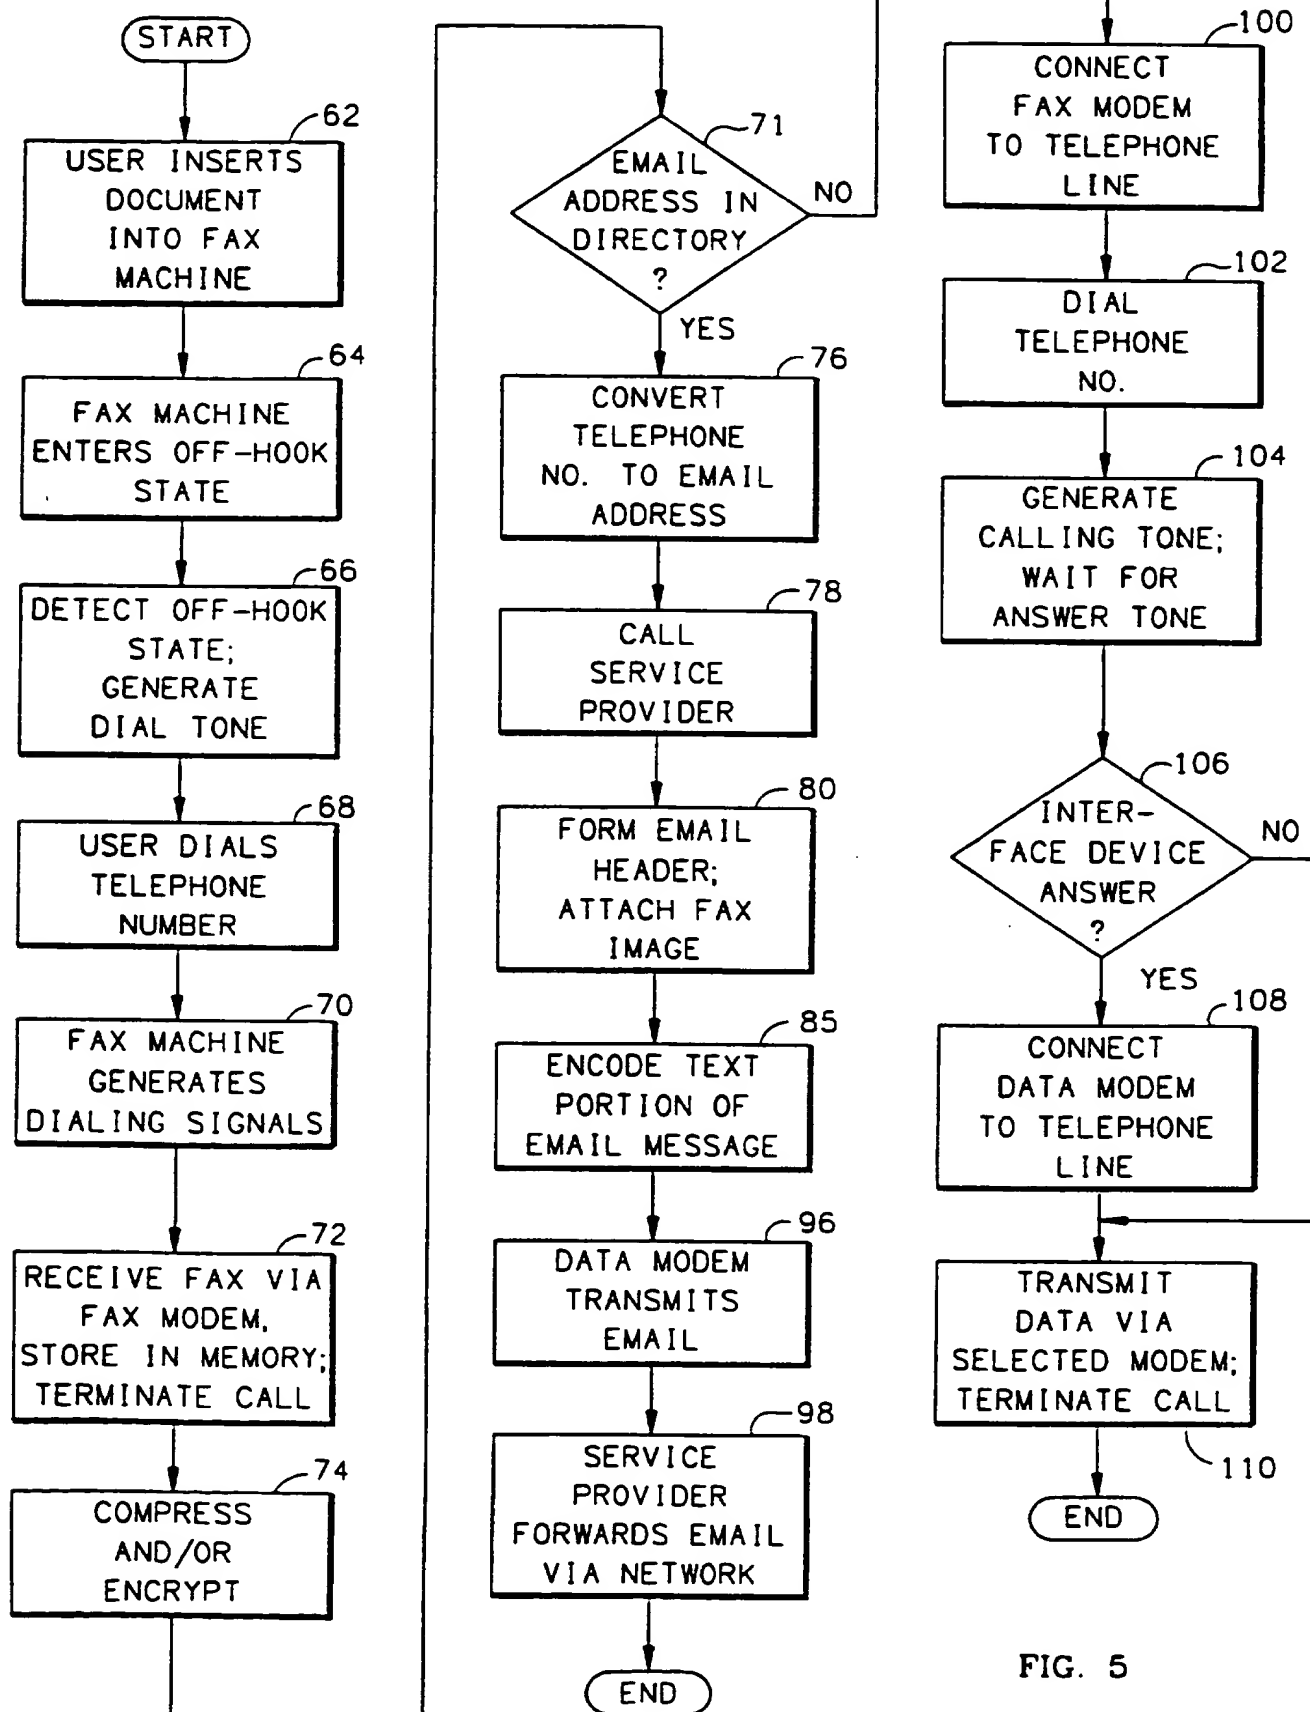 START
62
USER INSERTS
DOCUMENT
INTO FAX
MACHINE
64
FAX MACHINE
ENTERS OFF-HOOK
STATE
66
DETECT OFF-HOOK
STATE;
GENERATE
DIAL TONE
68
USER DIALS
TELEPHONE
NUMBER
70
FAX MACHINE
GENERATES
DIALING SIGNALS
72
RECEIVE FAX VIA
FAX MODEM,
STORE IN MEMORY;
TERMINATE CALL
74
COMPRESS
AND/OR
ENCRYPT
71
EMAIL
ADDRESS IN
DIRECTORY
?
NO
YES
76
CONVERT
TELEPHONE
NO. TO EMAIL
ADDRESS
78
CALL
SERVICE
PROVIDER
80
FORM EMAIL
HEADER;
ATTACH FAX
IMAGE
85
ENCODE TEXT
PORTION OF
EMAIL MESSAGE
96
DATA MODEM
TRANSMITS
EMAIL
98
SERVICE
PROVIDER
FORWARDS EMAIL
VIA NETWORK
END
100
CONNECT
FAX MODEM
TO TELEPHONE
LINE
102
DIAL
TELEPHONE
NO.
104
GENERATE
CALLING TONE;
WAIT FOR
ANSWER TONE
106
INTER-
FACE DEVICE
ANSWER
?
NO
YES
108
CONNECT
DATA MODEM
TO TELEPHONE
LINE
TRANSMIT
DATA VIA
SELECTED MODEM;
TERMINATE CALL
110
END
FIG. 5